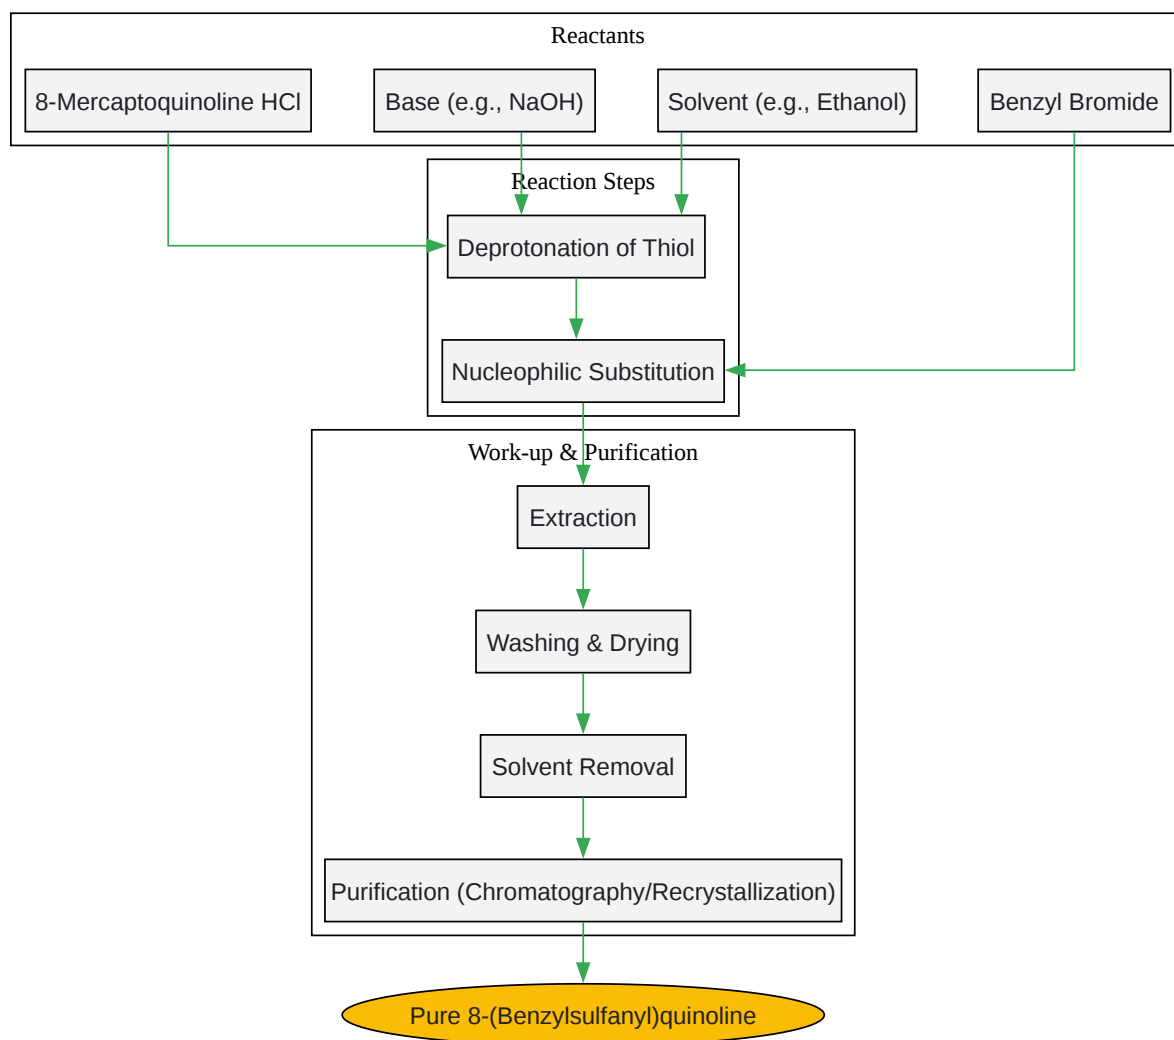 Reactants
8-Mercaptoquinoline HCl
Base (e.g., NaOH)
Solvent (e.g., Ethanol)
Benzyl Bromide
Reaction Steps
Deprotonation of Thiol
Nucleophilic Substitution
Work-up & Purification
Extraction
Washing & Drying
Solvent Removal
Purification (Chromatography/Recrystallization)
Pure 8-(Benzylsulfanyl)quinoline